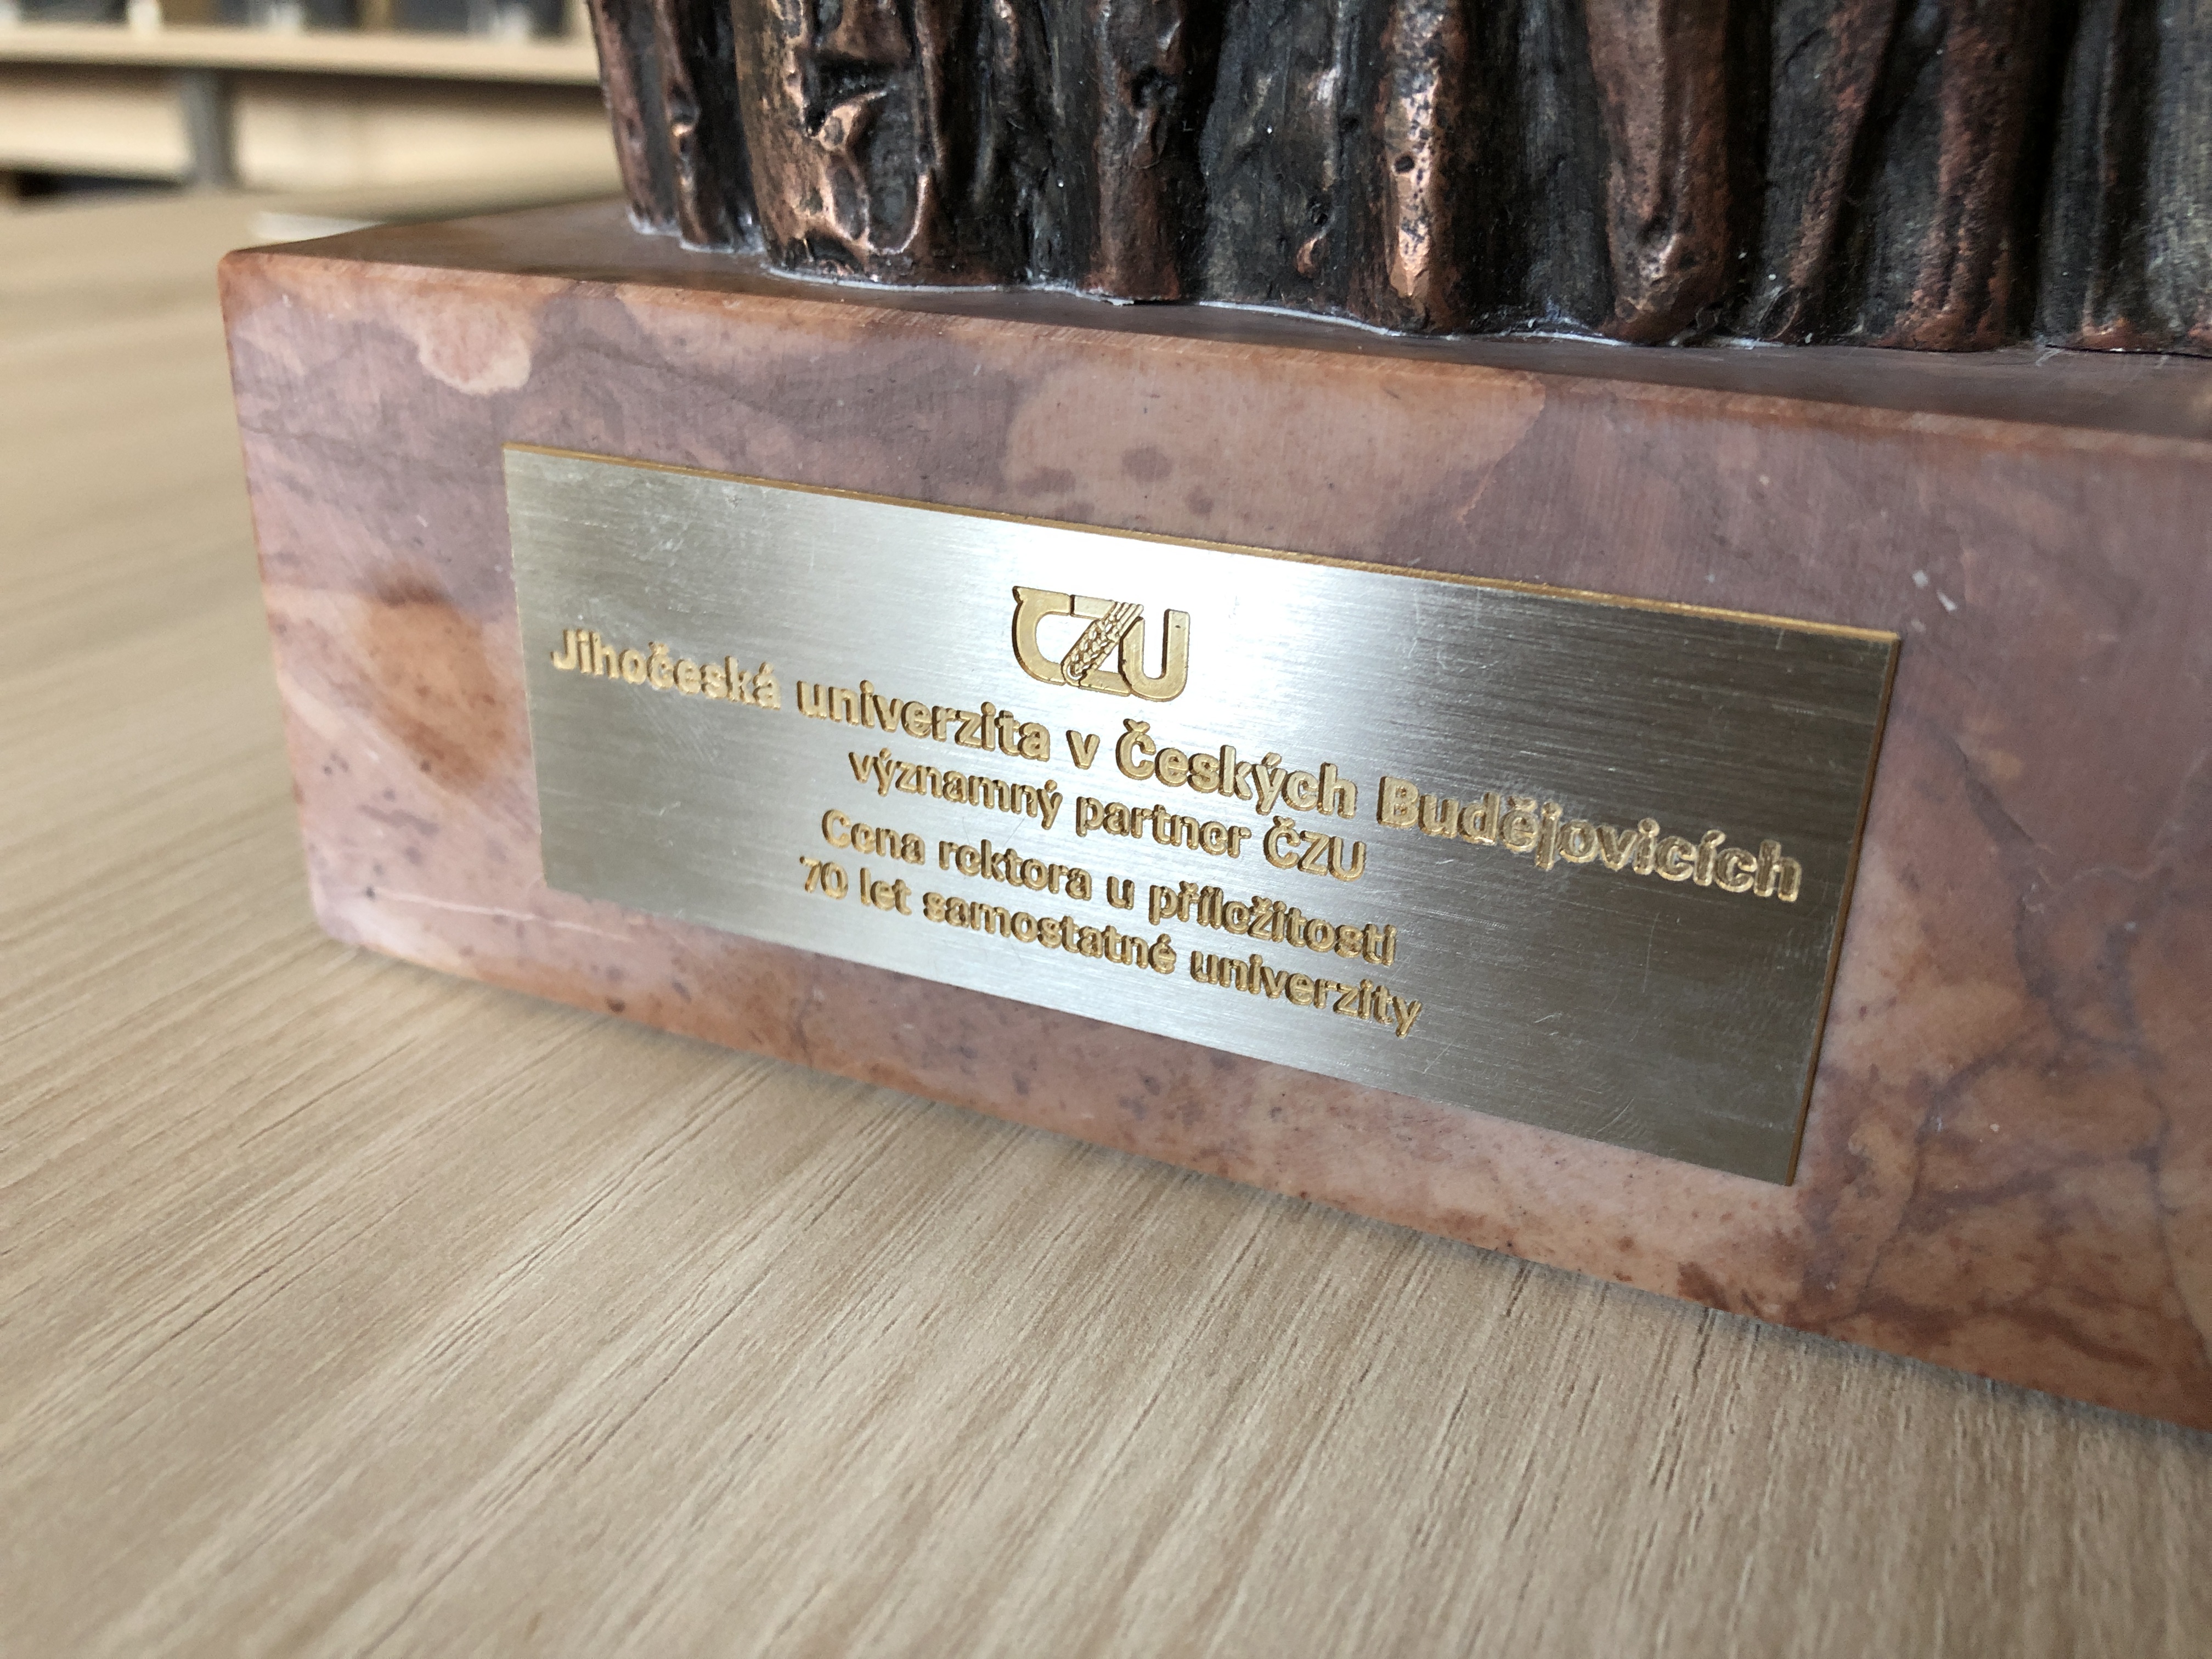 ČZU
Jihočeská univerzita v Českých Budějovicích
významný partner ČZU
Cena rektora u příležitosti
70 let samostatné univerzity